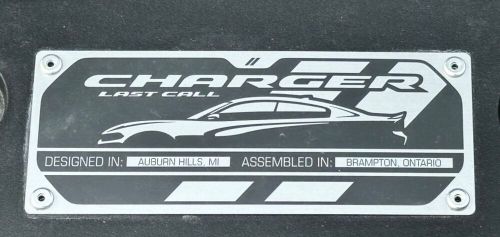 CHARGER
LAST CALL
DESIGNED IN: AUBURN HILLS, MI ASSEMBLED IN: BRAMPTON, ONTARIO